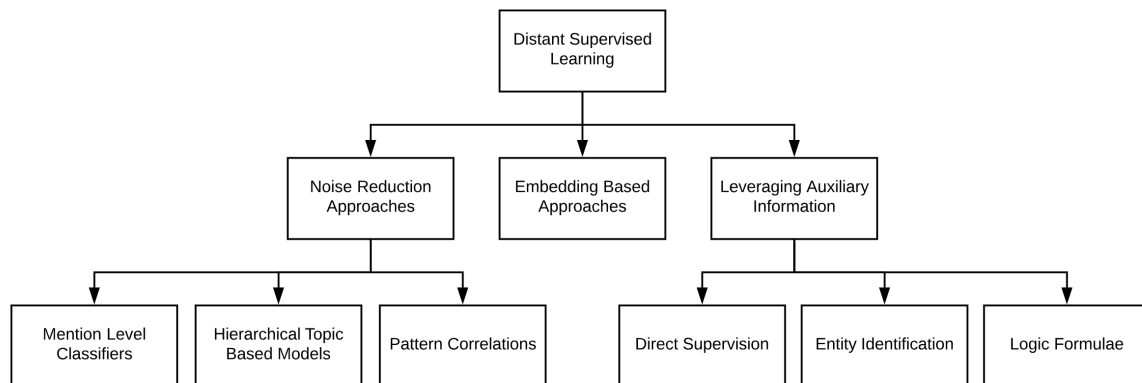 Distant Supervised
Learning
Noise Reduction
Approaches
Embedding Based
Approaches
Leveraging Auxiliary
Information
Mention Level
Classifiers
Hierarchical Topic
Based Models
Pattern Correlations
Direct Supervision
Entity Identification
Logic Formulae